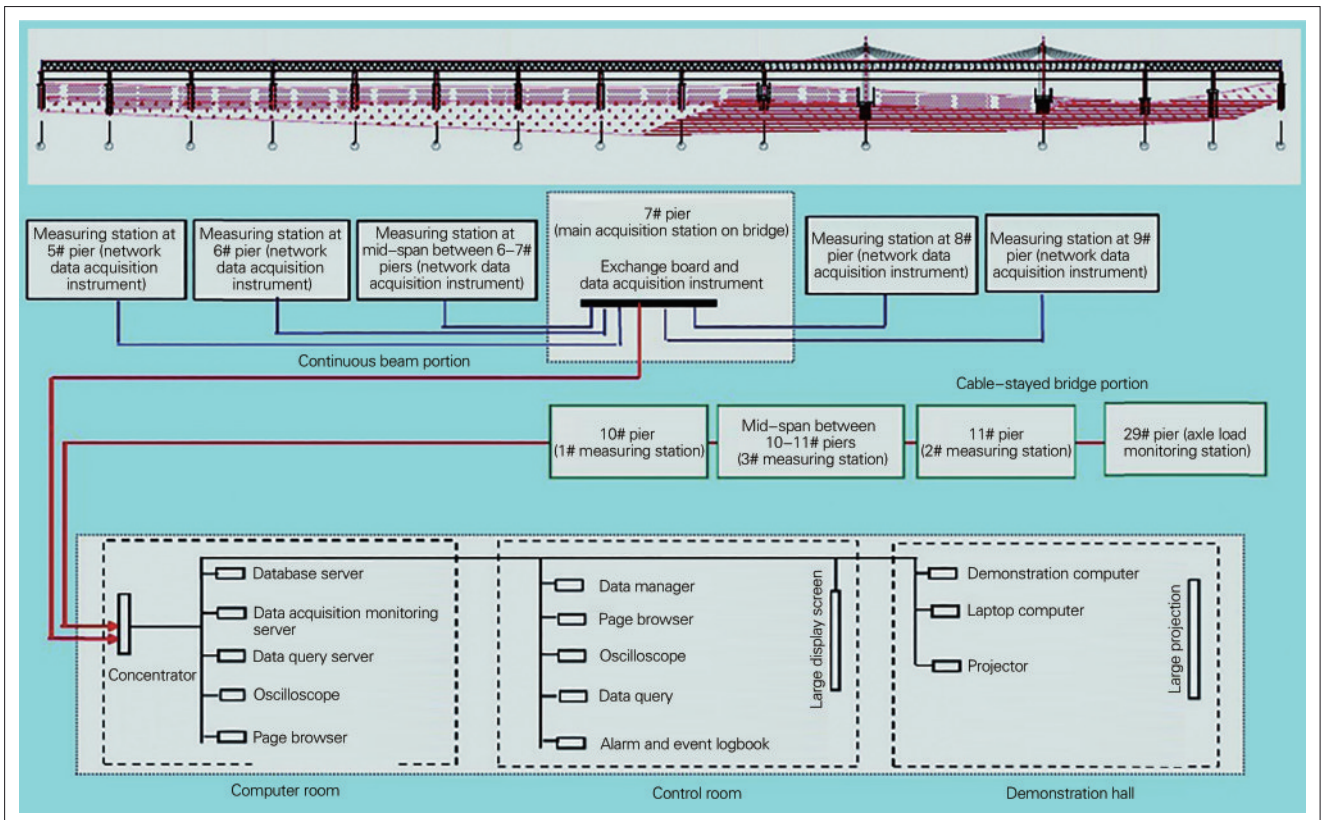 Measuring station at
5# pier (network
data acquisition
instrument)
Measuring station at
6# pier (network
data acquisition
instrument)
Measuring station at
mid-span between 6-7#
piers (network data
acquisition instrument)
7# pier
(main acquisition station on bridge)
Exchange board and
data acquisition instrument
Measuring station at 8#
pier (network data
acquisition instrument)
Measuring station at 9#
pier (network data
acquisition instrument)
Continuous beam portion
Cable-stayed bridge portion
10# pier
(1# measuring station)
Mid-span between
10-11# piers
(3# measuring station)
11# pier
(2# measuring station)
29# pier (axle load
monitoring station)
Concentrator
Database server
Data acquisition monitoring
server
Data query server
Oscilloscope
Page browser
Data manager
Page browser
Oscilloscope
Data query
Alarm and event logbook
Large display screen
Demonstration computer
Laptop computer
Projector
Large projection
Computer room
Control room
Demonstration hall